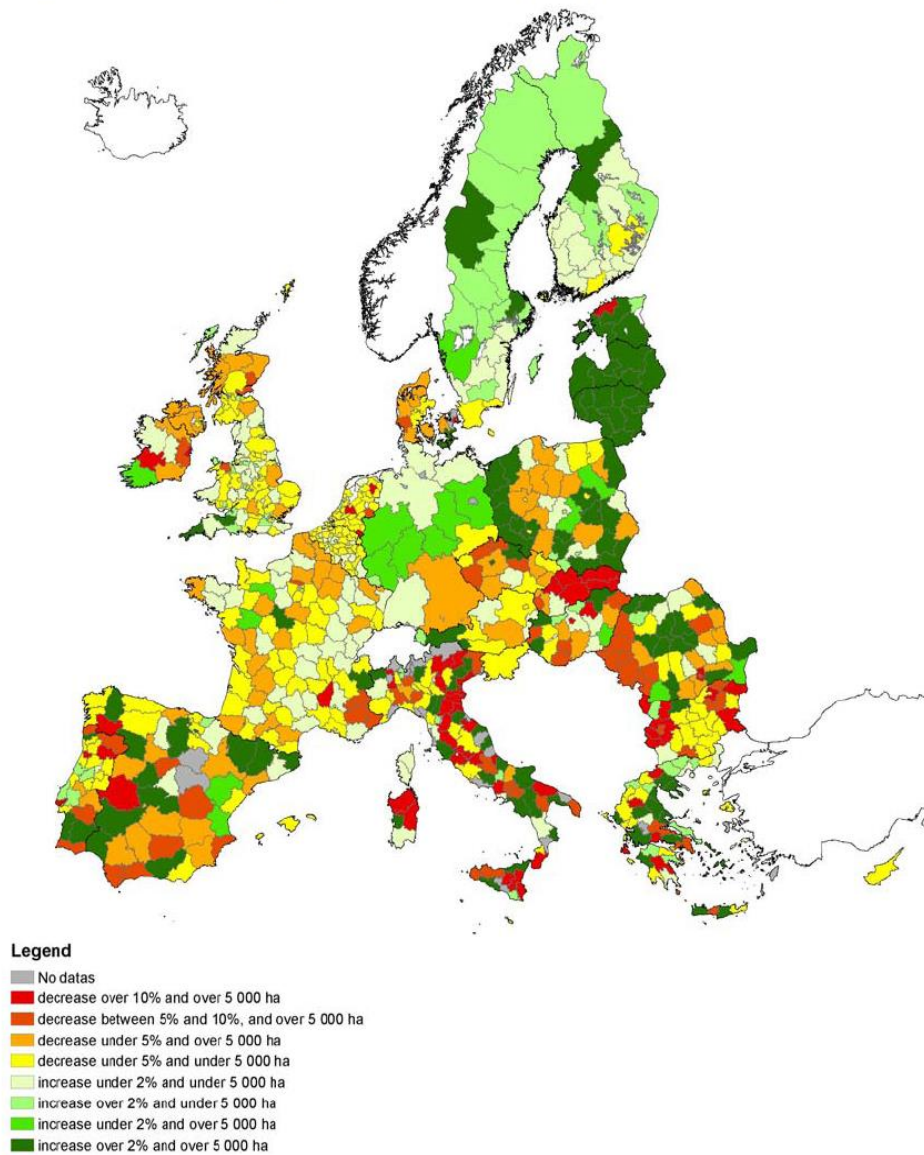 Legend
No datas
decrease over 10% and over 5 000 ha
decrease between 5% and 10%, and over 5 000 ha
decrease under 5% and over 5 000 ha
decrease under 5% and under 5 000 ha
increase under 2% and under 5 000 ha
increase over 2% and under 5 000 ha
increase under 2% and over 5 000 ha
increase over 2% and over 5 000 ha